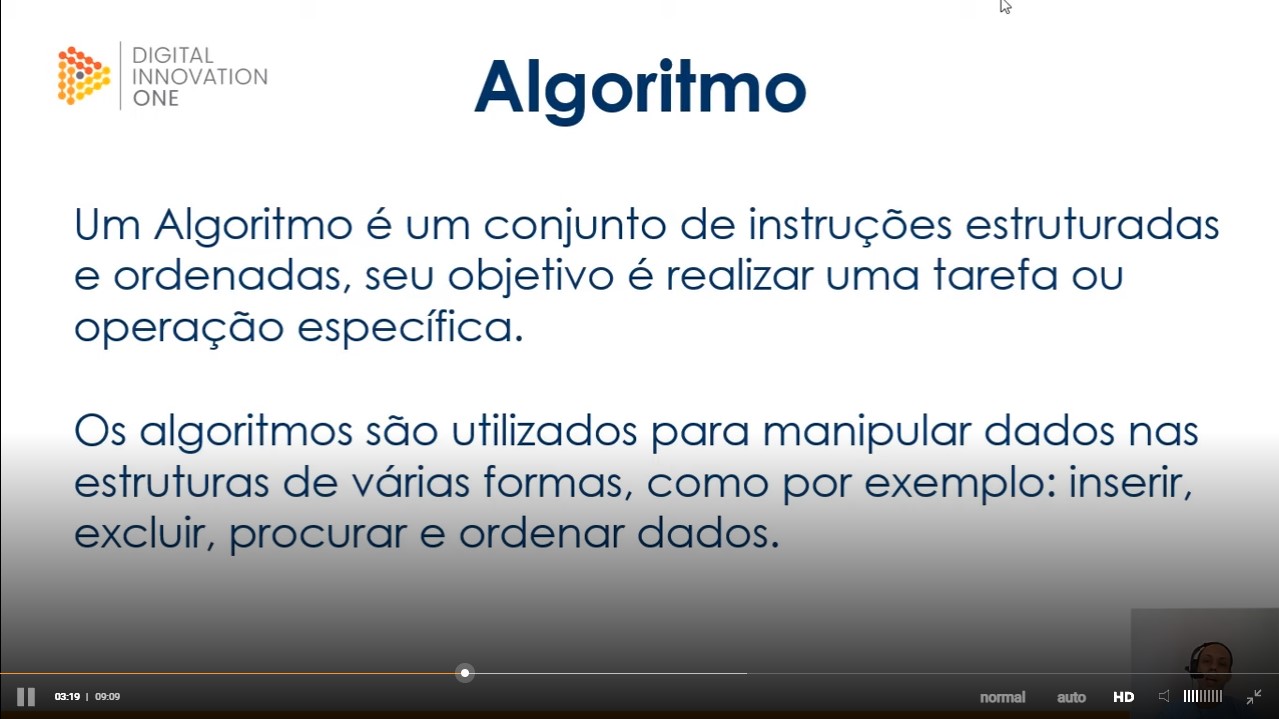 DIGITAL
INNOVATION
ONE
Algoritmo
Um Algoritmo é um conjunto de instruções estruturadas
e ordenadas, seu objetivo é realizar uma tarefa ou
operação específica.
Os algoritmos são utilizados para manipular dados nas
estruturas de várias formas, como por exemplo: inserir,
excluir, procurar e ordenar dados.
03:19 | 09:09 normal auto HD